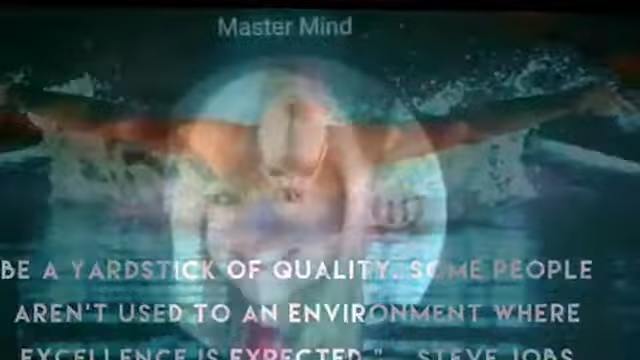 Master Mind
BE A YARDSTICK OF QUALITY. SOME PEOPLE
AREN'T USED TO AN ENVIRONMENT WHERE
EXCELLENCE IS EXPECTED." STEVE JOBS